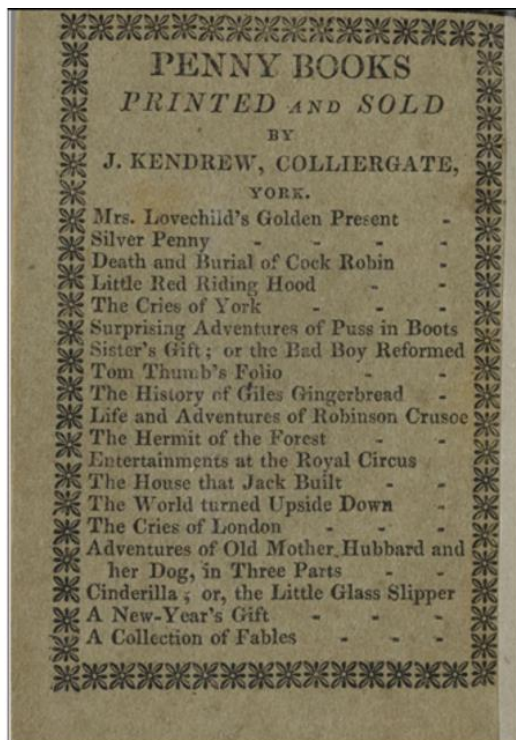 PENNY BOOKS
PRINTED AND SOLD
BY
J. KENDREW, COLLIERGATE,
YORK.
Mrs. Lovechild's Golden Present -
Silver Penny - - - -
Death and Burial of Cock Robin -
Little Red Riding Hood - -
The Cries of York - - -
Surprising Adventures of Puss in Boots
Sister's Gift; or the Bad Boy Reformed
Tom Thumb's Folio - -
The History of Giles Gingerbread -
Life and Adventures of Robinson Crusoe
The Hermit of the Forest - -
Entertainments at the Royal Circus
The House that Jack Built - -
The World turned Upside Down -
The Cries of London - - -
Adventures of Old Mother Hubbard and
her Dog, in Three Parts - -
Cinderilla; or, the Little Glass Slipper
A New-Year's Gift - - -
A Collection of Fables - - -